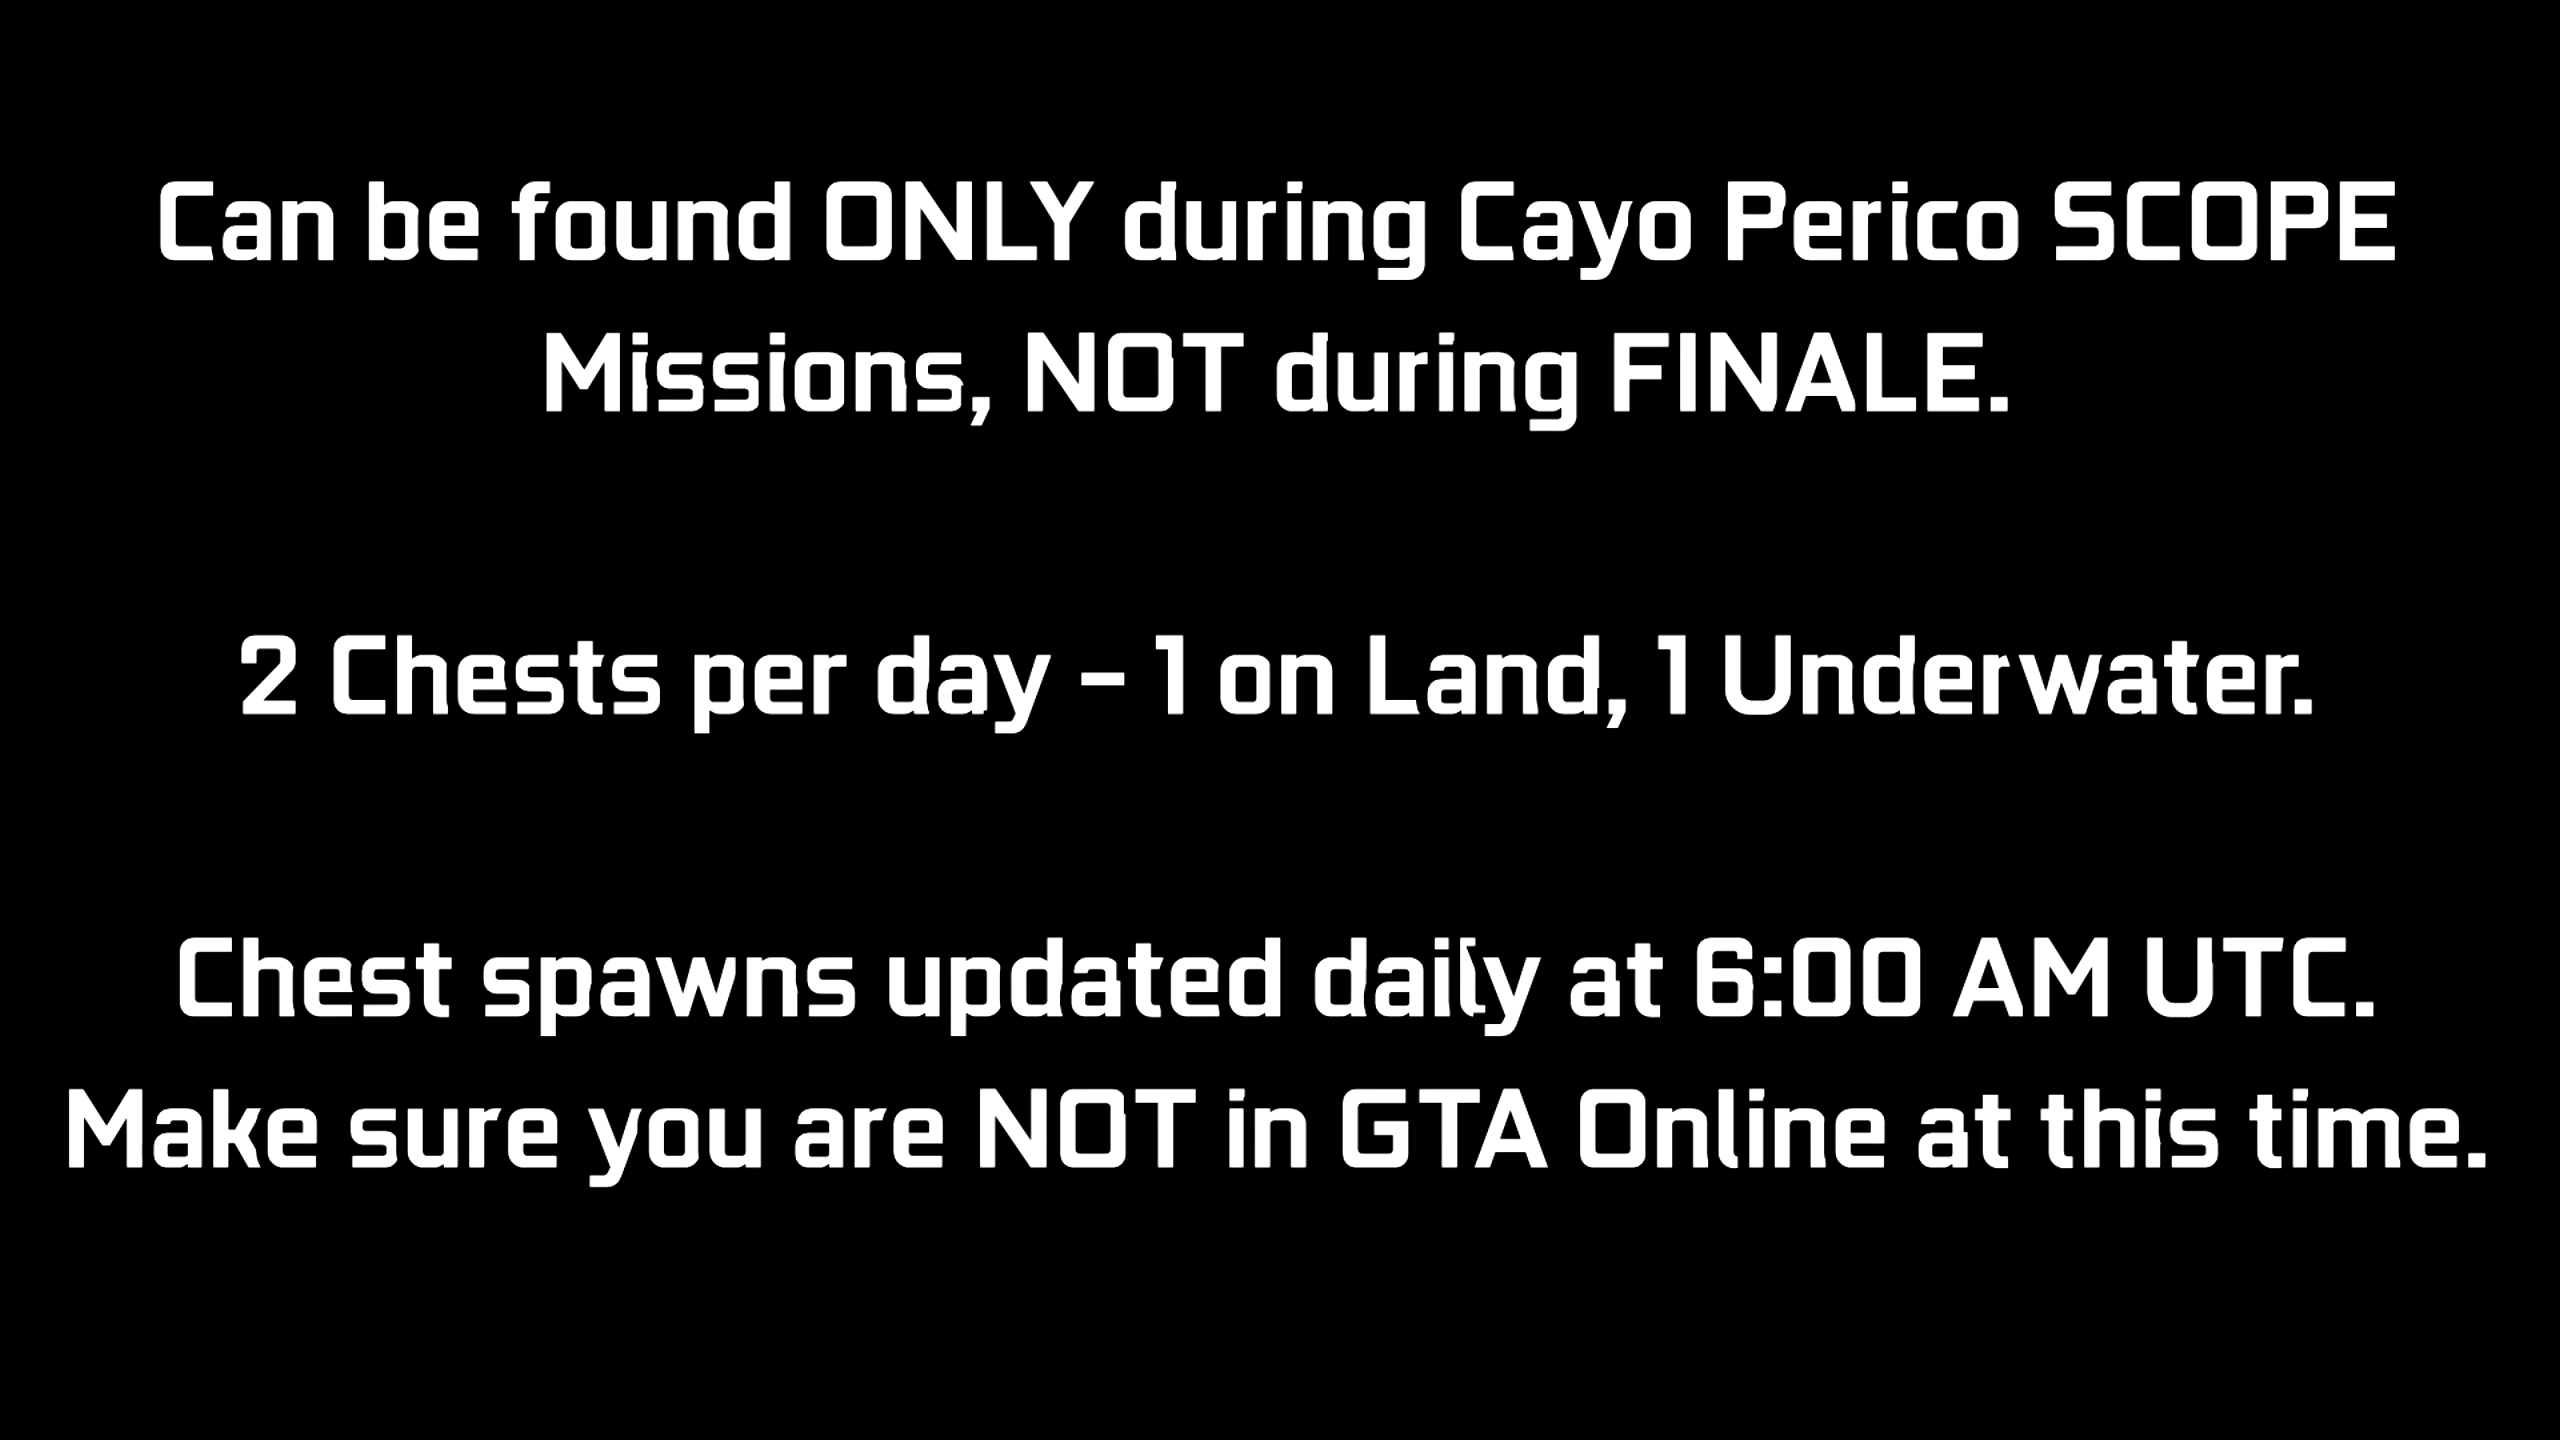 Can be found ONLY during Cayo Perico SCOPE
Missions, NOT during FINALE.
2 Chests per day - 1 on Land, 1 Underwater.
Chest spawns updated daily at 6:00 AM UTC.
Make sure you are NOT in GTA Online at this time.